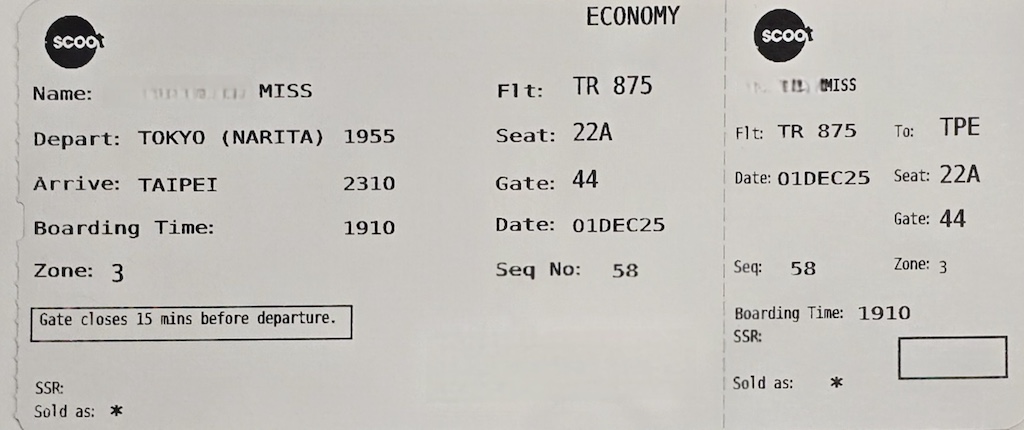 ECONOMY
scoot
Name: MISS Flt: TR 875
Depart: TOKYO (NARITA) 1955 Seat: 22A
Arrive: TAIPEI 2310 Gate: 44
Boarding Time: 1910 Date: 01DEC25
Zone: 3 Seq No: 58
Gate closes 15 mins before departure.
SSR:
Sold as: *
scoot
MISS
Flt: TR 875 To: TPE
Date: 01DEC25 Seat: 22A
Gate: 44
Seq: 58 Zone: 3
Boarding Time: 1910
SSR:
Sold as: *